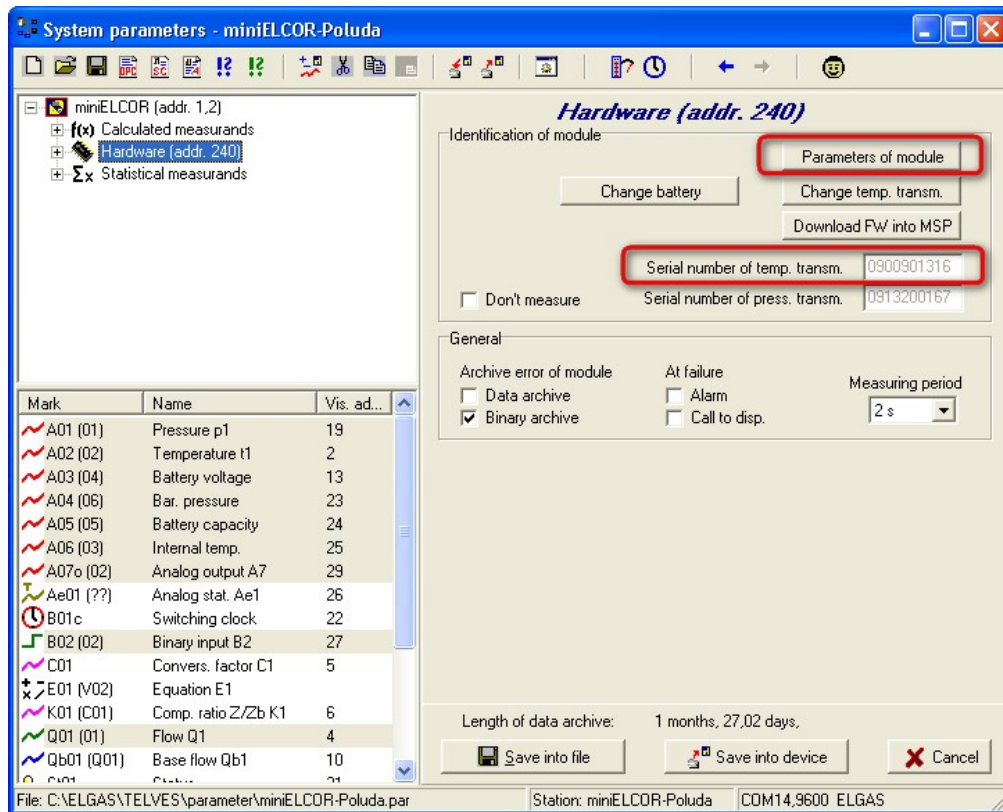 System parameters - miniELCOR-Poluda
miniELCOR (addr. 1,2)
f(x) Calculated measurands
Hardware (addr. 240)
Σx Statistical measurands
Mark Name Vis. ad...
A01 (01) Pressure p1 19
A02 (02) Temperature t1 2
A03 (04) Battery voltage 13
A04 (06) Bar. pressure 23
A05 (05) Battery capacity 24
A06 (03) Internal temp. 25
A07o (02) Analog output A7 29
Ae01 (??) Analog stat. Ae1 26
B01c Switching clock 22
B02 (02) Binary input B2 27
C01 Convers. factor C1 5
E01 (V02) Equation E1
K01 (C01) Comp. ratio Z/Zb K1 6
Q01 (01) Flow Q1 4
Qb01 (Q01) Base flow Qb1 10
Hardware (addr. 240)
Identification of module
Parameters of module
Change battery Change temp. transm.
Download FW into MSP
Serial number of temp. transm. 0900901316
Don't measure Serial number of press. transm. 0913200167
General
Archive error of module At failure Measuring period
Data archive Alarm 2 s
Binary archive Call to disp.
Length of data archive: 1 months, 27,02 days,
Save into file Save into device Cancel
File: C:\ELGAS\TELVES\parameter\miniELCOR-Poluda.par Station: miniELCOR-Poluda COM14,9600 ELGAS